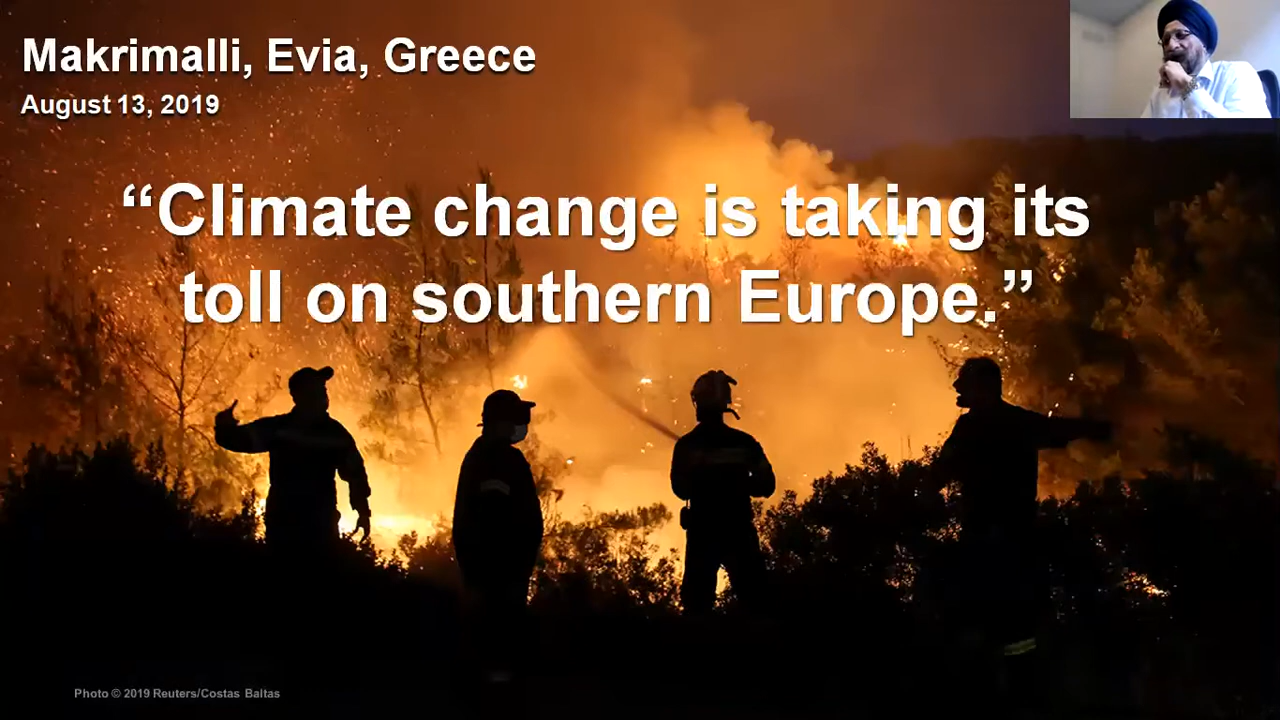 Makrimalli, Evia, Greece
August 13, 2019
“Climate change is taking its
toll on southern Europe.”
Photo © 2019 Reuters/Costas Baltas